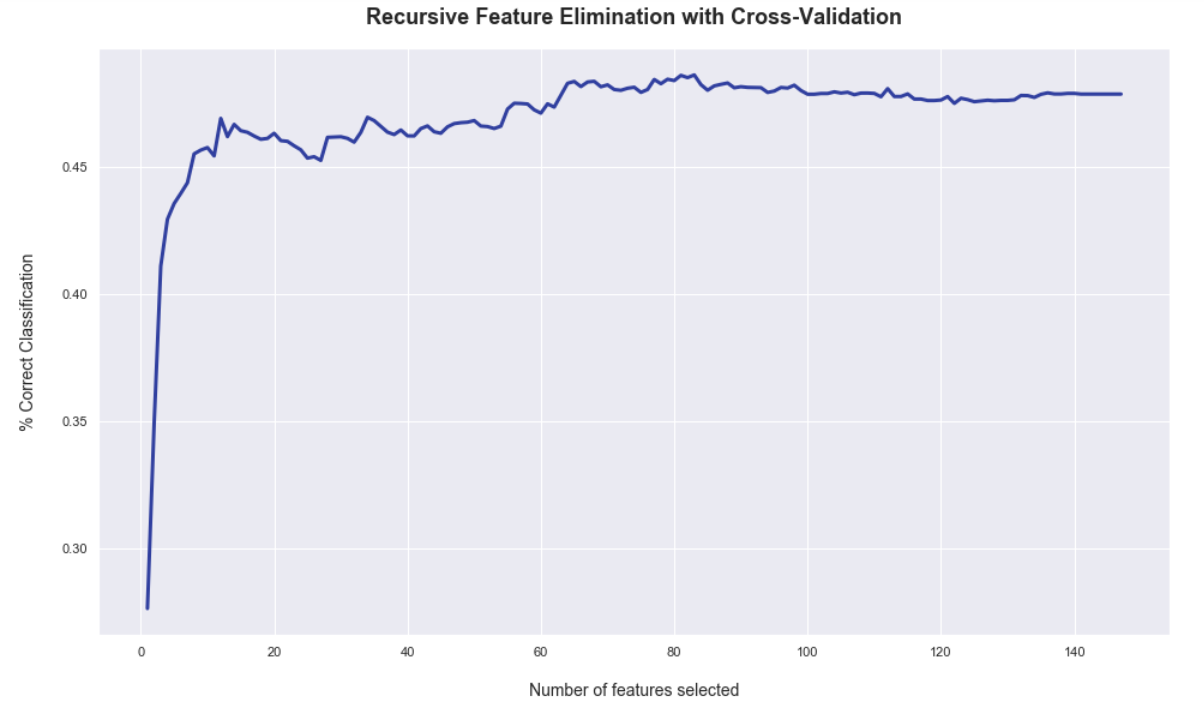 Recursive Feature Elimination with Cross-Validation
% Correct Classification
0.45
0.40
0.35
0.30
0 20 40 60 80 100 120 140
Number of features selected